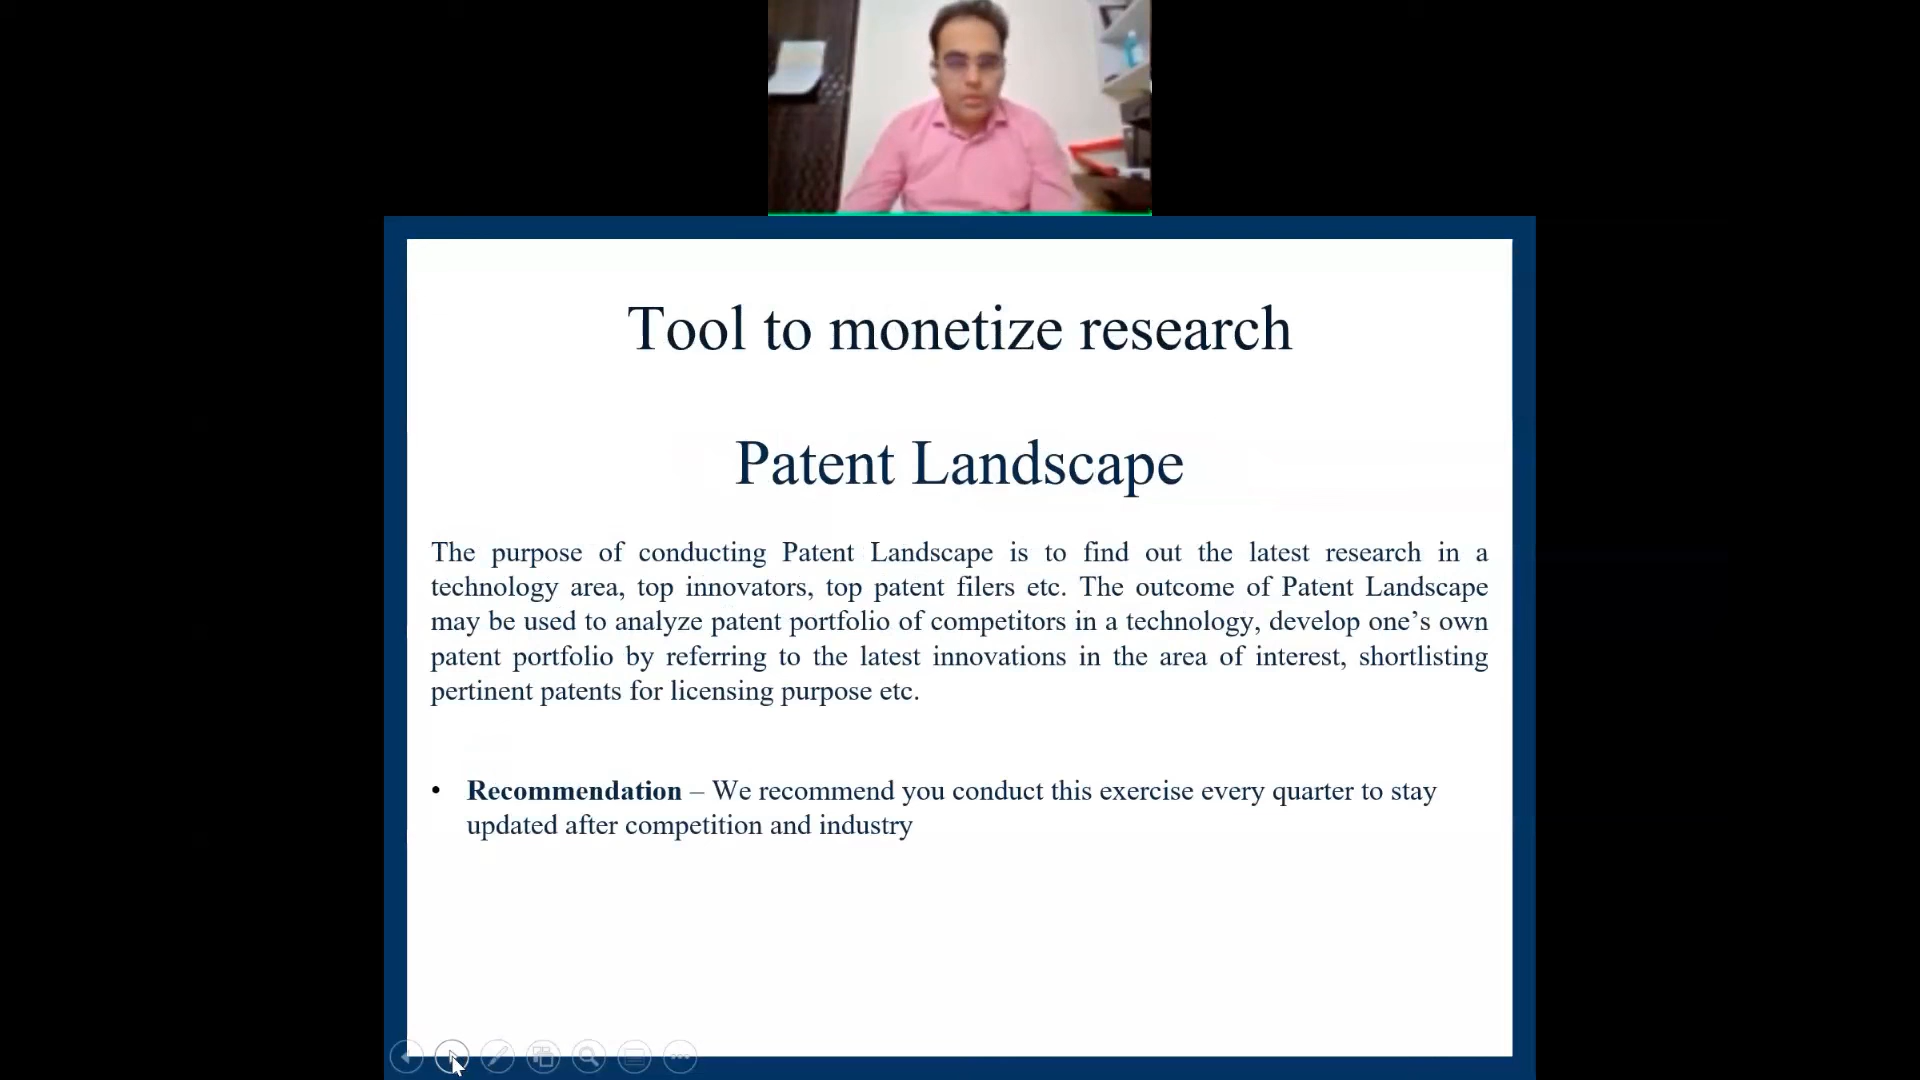 Tool to monetize research
Patent Landscape
The purpose of conducting Patent Landscape is to find out the latest research in a
technology area, top innovators, top patent filers etc. The outcome of Patent Landscape
may be used to analyze patent portfolio of competitors in a technology, develop one’s own
patent portfolio by referring to the latest innovations in the area of interest, shortlisting
pertinent patents for licensing purpose etc.
• Recommendation – We recommend you conduct this exercise every quarter to stay
updated after competition and industry